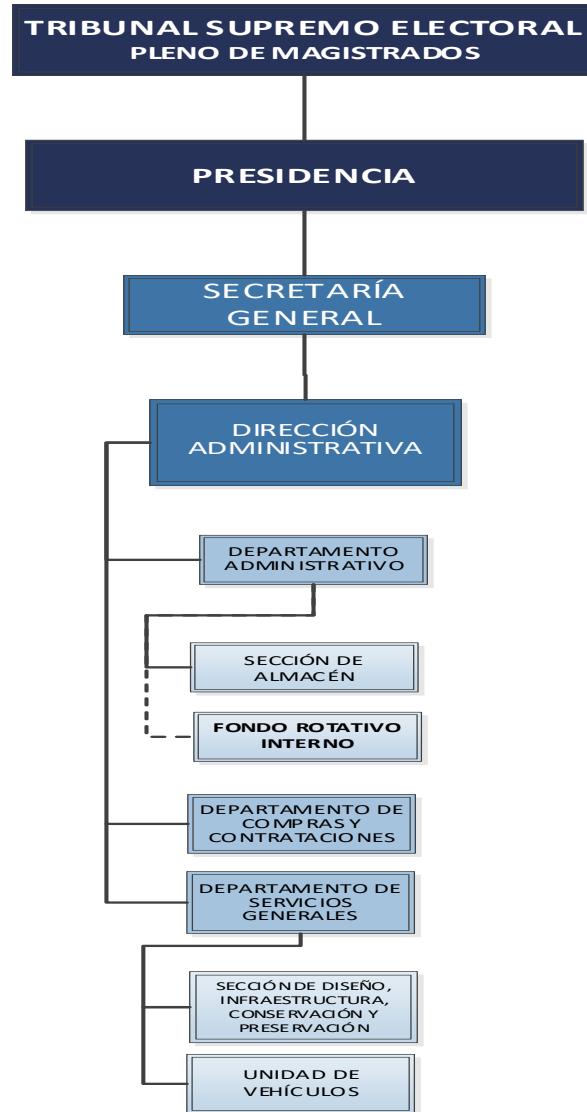 TRIBUNAL SUPREMO ELECTORAL
PLENO DE MAGISTRADOS
PRESIDENCIA
SECRETARÍA
GENERAL
DIRECCIÓN
ADMINISTRATIVA
DEPARTAMENTO
ADMINISTRATIVO
SECCIÓN DE
ALMACÉN
FONDO ROTATIVO
INTERNO
DEPARTAMENTO DE
COMPRAS Y
CONTRATACIONES
DEPARTAMENTO DE
SERVICIOS
GENERALES
SECCIÓN DE DISEÑO,
INFRAESTRUCTURA,
CONSERVACIÓN Y
PRESERVACIÓN
UNIDAD DE
VEHÍCULOS